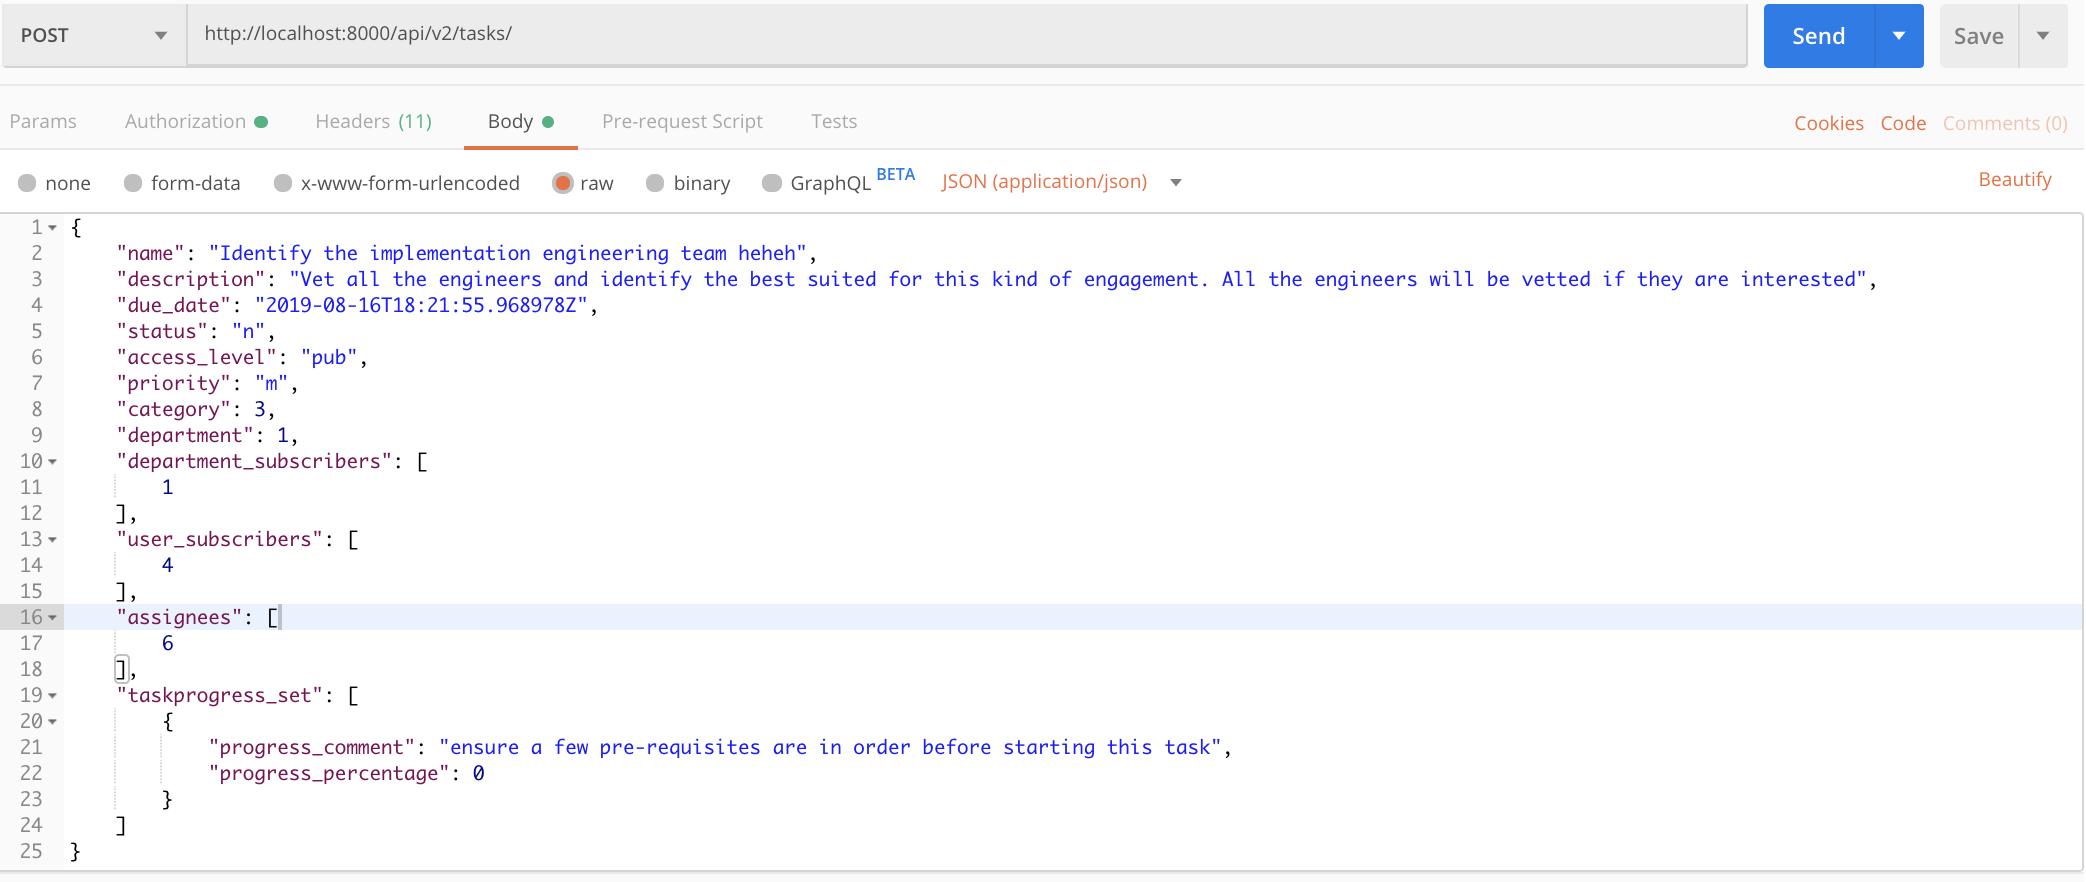 POST http://localhost:8000/api/v2/tasks/ Send Save
Params Authorization Headers (11) Body Pre-request Script Tests Cookies Code Comments (0)
none form-data x-www-form-urlencoded raw binary GraphQL BETA JSON (application/json) Beautify
1 {
2 "name": "Identify the implementation engineering team heheh",
3 "description": "Vet all the engineers and identify the best suited for this kind of engagement. All the engineers will be vetted if they are interested",
4 "due_date": "2019-08-16T18:21:55.968978Z",
5 "status": "n",
6 "access_level": "pub",
7 "priority": "m",
8 "category": 3,
9 "department": 1,
10 "department_subscribers": [
11 1
12 ],
13 "user_subscribers": [
14 4
15 ],
16 "assignees": [
17 6
18 ],
19 "taskprogress_set": [
20 {
21 "progress_comment": "ensure a few pre-requisites are in order before starting this task",
22 "progress_percentage": 0
23 }
24 ]
25 }